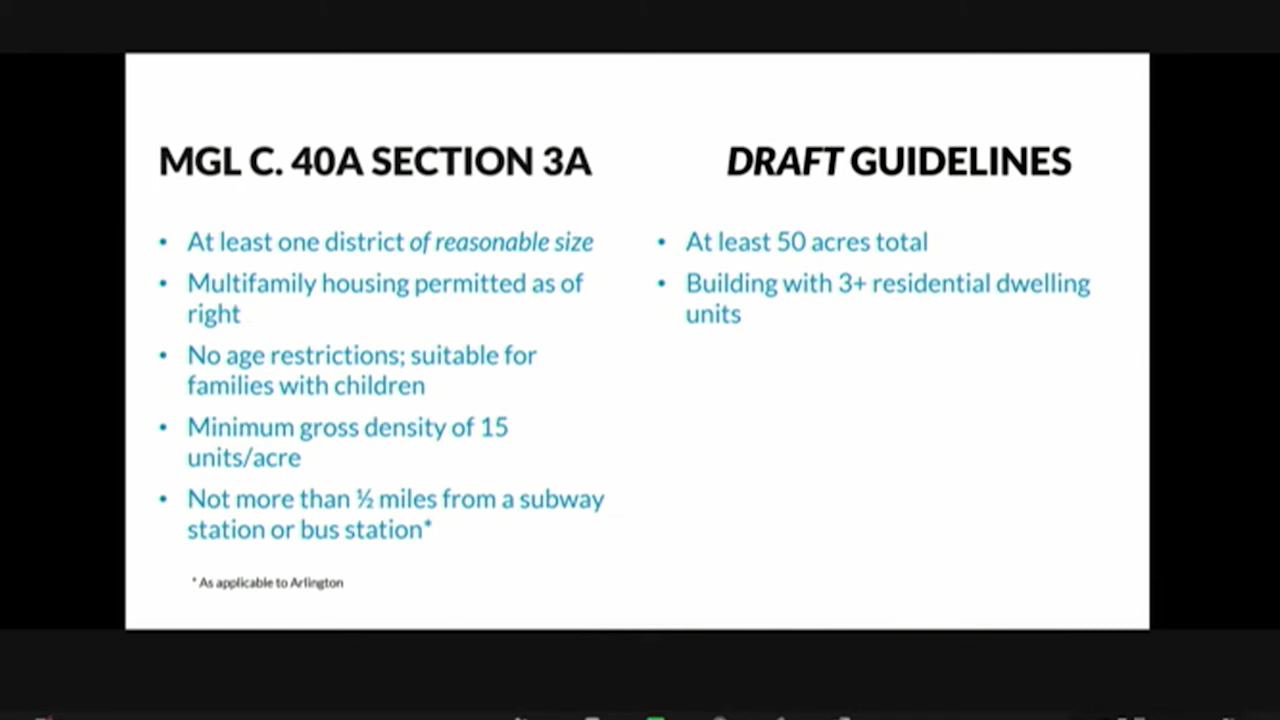 MGL C. 40A SECTION 3A
• At least one district of reasonable size
• Multifamily housing permitted as of
right
• No age restrictions; suitable for
families with children
• Minimum gross density of 15
units/acre
• Not more than ½ miles from a subway
station or bus station*
* As applicable to Arlington
DRAFT GUIDELINES
• At least 50 acres total
• Building with 3+ residential dwelling
units